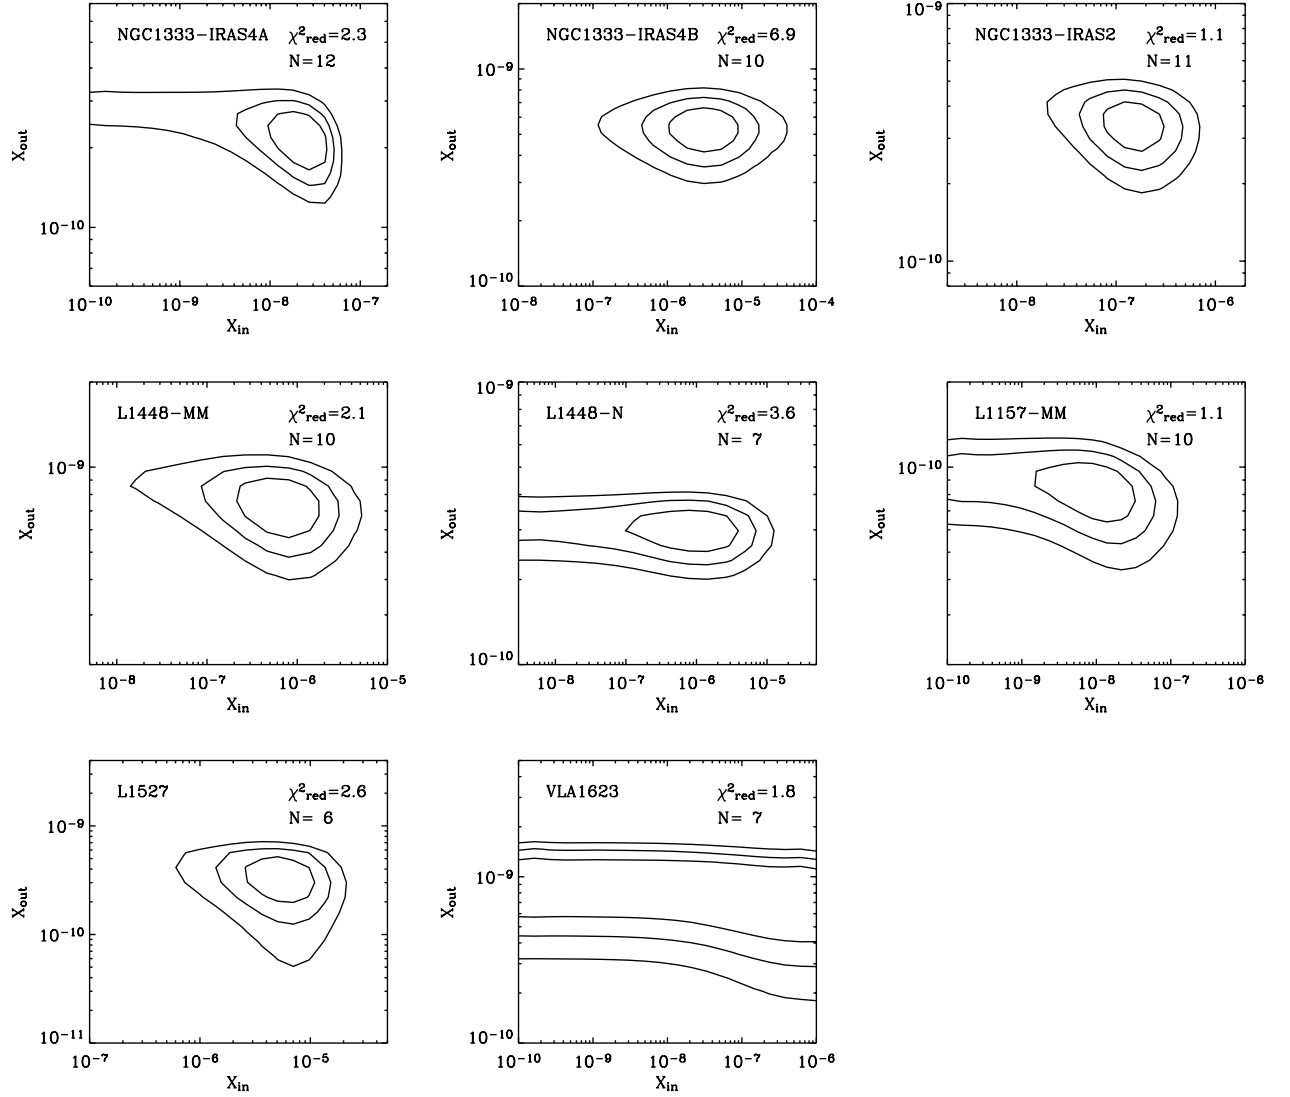 NGC1333−IRAS4A χ²red=2.3
N=12
10⁻¹⁰
Xout
10⁻¹⁰ 10⁻⁹ 10⁻⁸ 10⁻⁷
Xin
NGC1333−IRAS4B χ²red=6.9
N=10
10⁻⁹
10⁻¹⁰
Xout
10⁻⁸ 10⁻⁷ 10⁻⁶ 10⁻⁵ 10⁻⁴
Xin
NGC1333−IRAS2 χ²red=1.1
N=11
10⁻⁹
10⁻¹⁰
Xout
10⁻⁸ 10⁻⁷ 10⁻⁶
Xin
L1448−MM χ²red=2.1
N=10
10⁻⁹
Xout
10⁻⁸ 10⁻⁷ 10⁻⁶ 10⁻⁵
Xin
L1448−N χ²red=3.6
N= 7
10⁻⁹
10⁻¹⁰
Xout
10⁻⁸ 10⁻⁷ 10⁻⁶ 10⁻⁵
Xin
L1157−MM χ²red=1.1
N=10
10⁻¹⁰
Xout
10⁻¹⁰ 10⁻⁹ 10⁻⁸ 10⁻⁷ 10⁻⁶
Xin
L1527 χ²red=2.6
N= 6
10⁻⁹
10⁻¹⁰
10⁻¹¹
Xout
10⁻⁷ 10⁻⁶ 10⁻⁵
Xin
VLA1623 χ²red=1.8
N= 7
10⁻⁹
10⁻¹⁰
Xout
10⁻¹⁰ 10⁻⁹ 10⁻⁸ 10⁻⁷ 10⁻⁶
Xin